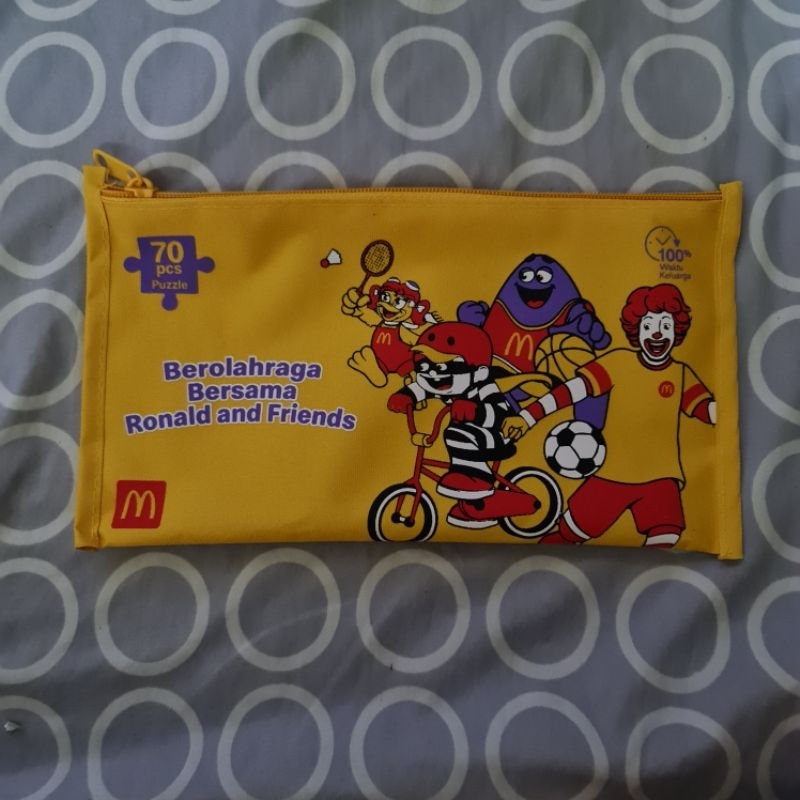 70
pcs
Puzzle
100%
Waktu
Keluarga
Berolahraga
Bersama
Ronald and Friends